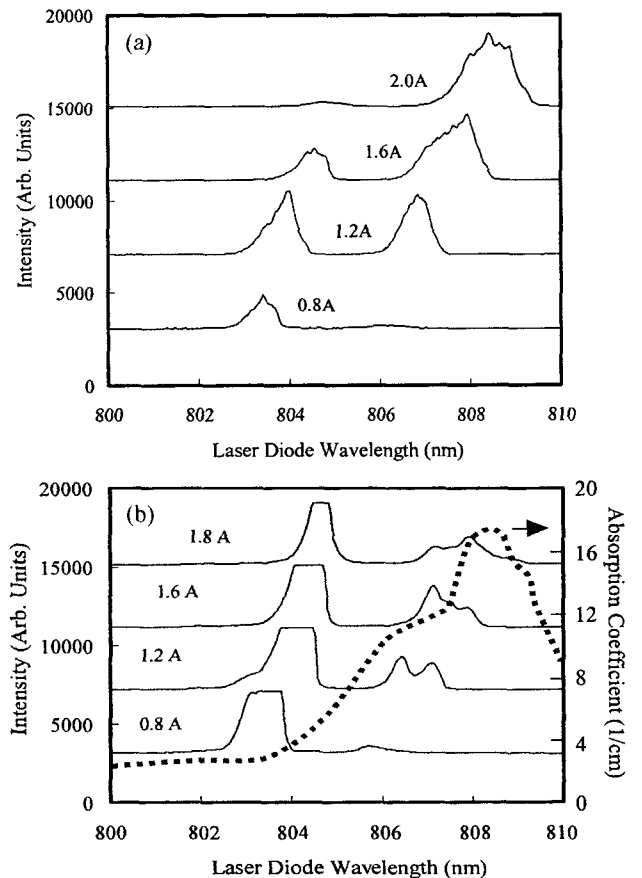 20000
(a)
2.0A
15000
1.6A
10000
1.2A
5000
0.8A
0
Intensity (Arb. Units)
800 802 804 806 808 810
Laser Diode Wavelength (nm)
20000 20
(b)
1.8 A
15000 16
1.6 A
12
10000
1.2 A
8
5000
0.8 A
4
0 0
Intensity (Arb. Units)
Absorption Coefficient (1/cm)
800 802 804 806 808 810
Laser Diode Wavelength (nm)